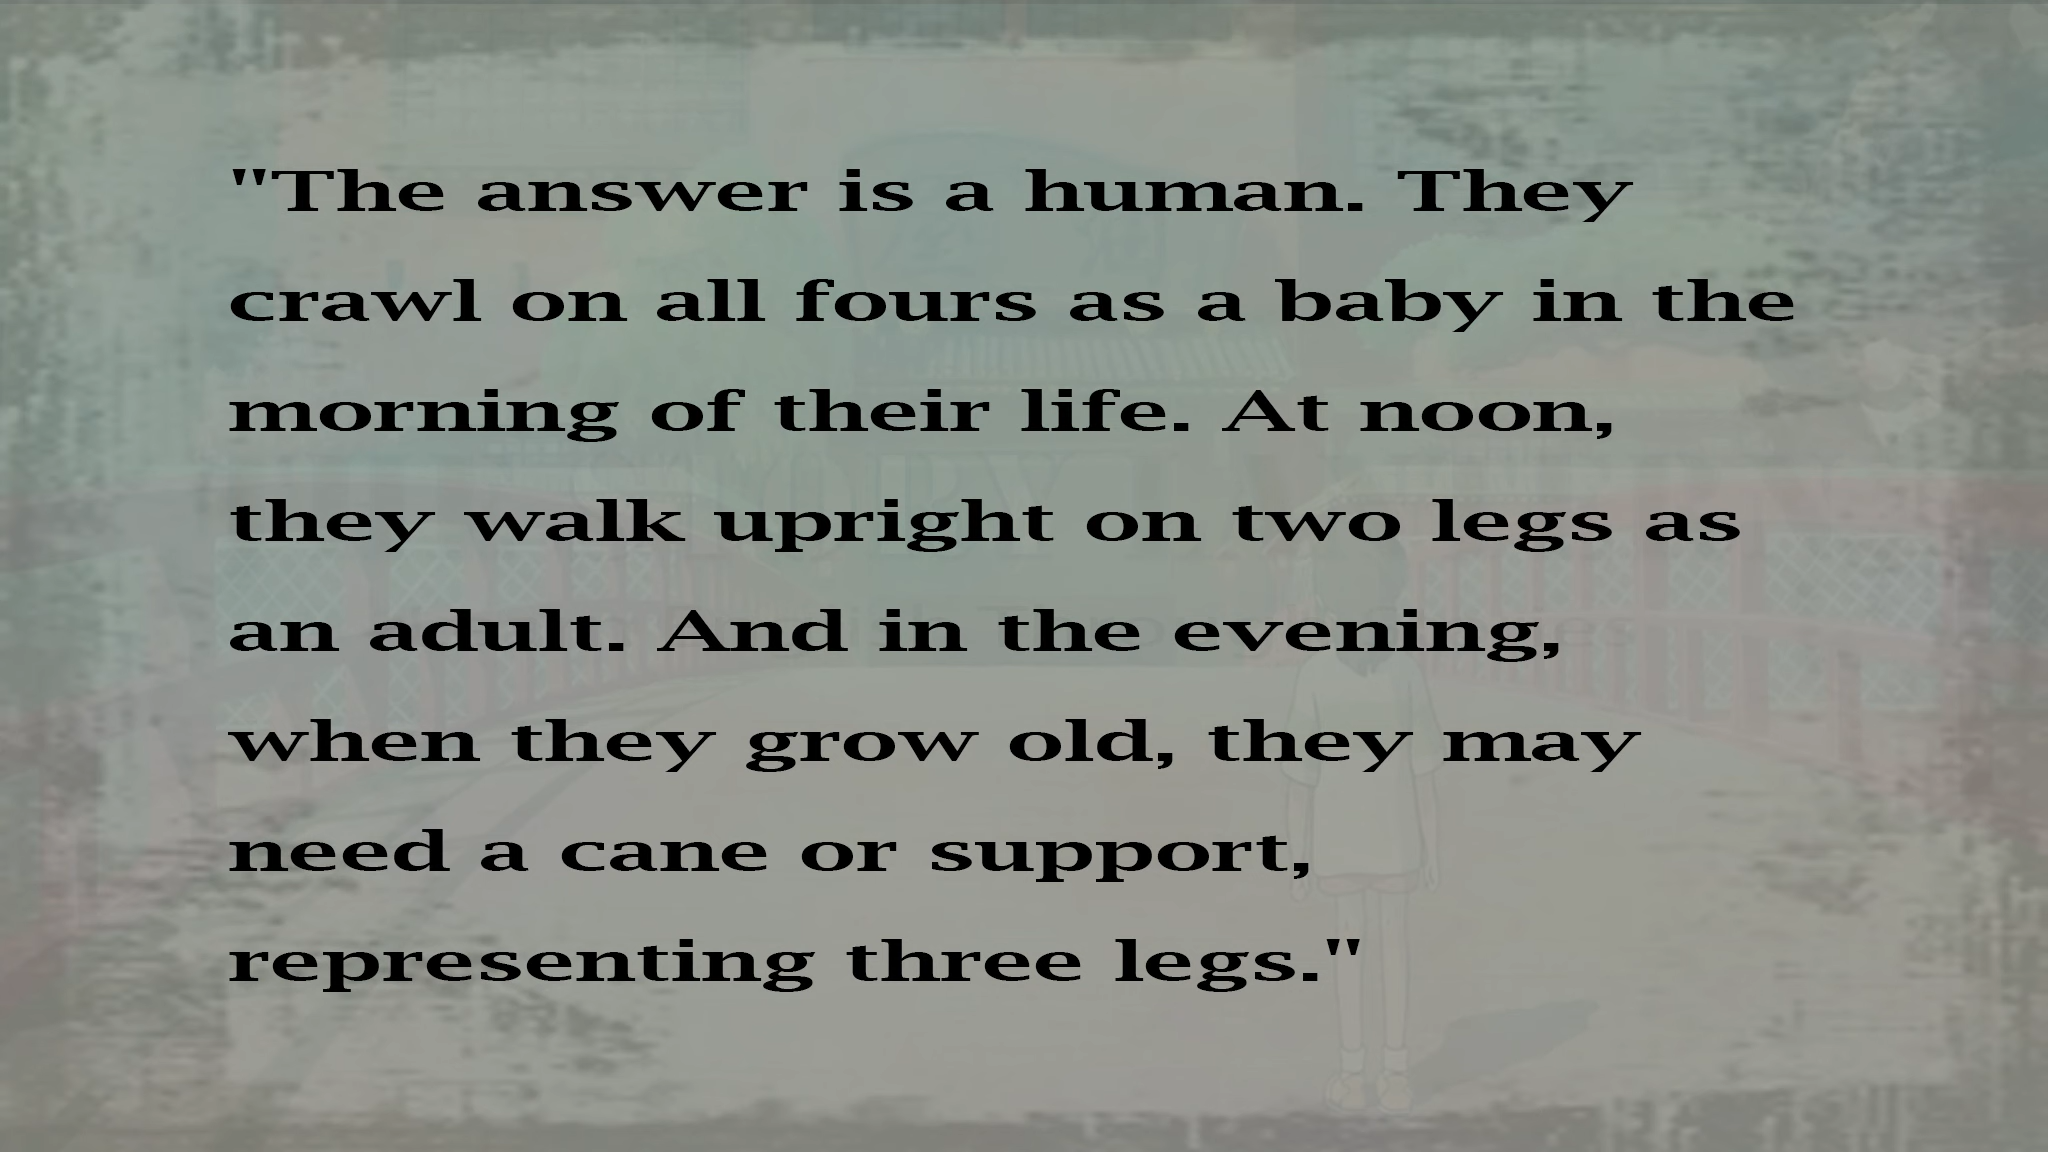 "The answer is a human. They
crawl on all fours as a baby in the
morning of their life. At noon,
they walk upright on two legs as
an adult. And in the evening,
when they grow old, they may
need a cane or support,
representing three legs."